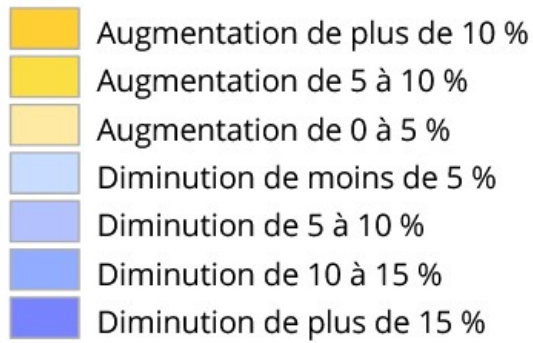 Augmentation de plus de 10 %
Augmentation de 5 à 10 %
Augmentation de 0 à 5 %
Diminution de moins de 5 %
Diminution de 5 à 10 %
Diminution de 10 à 15 %
Diminution de plus de 15 %